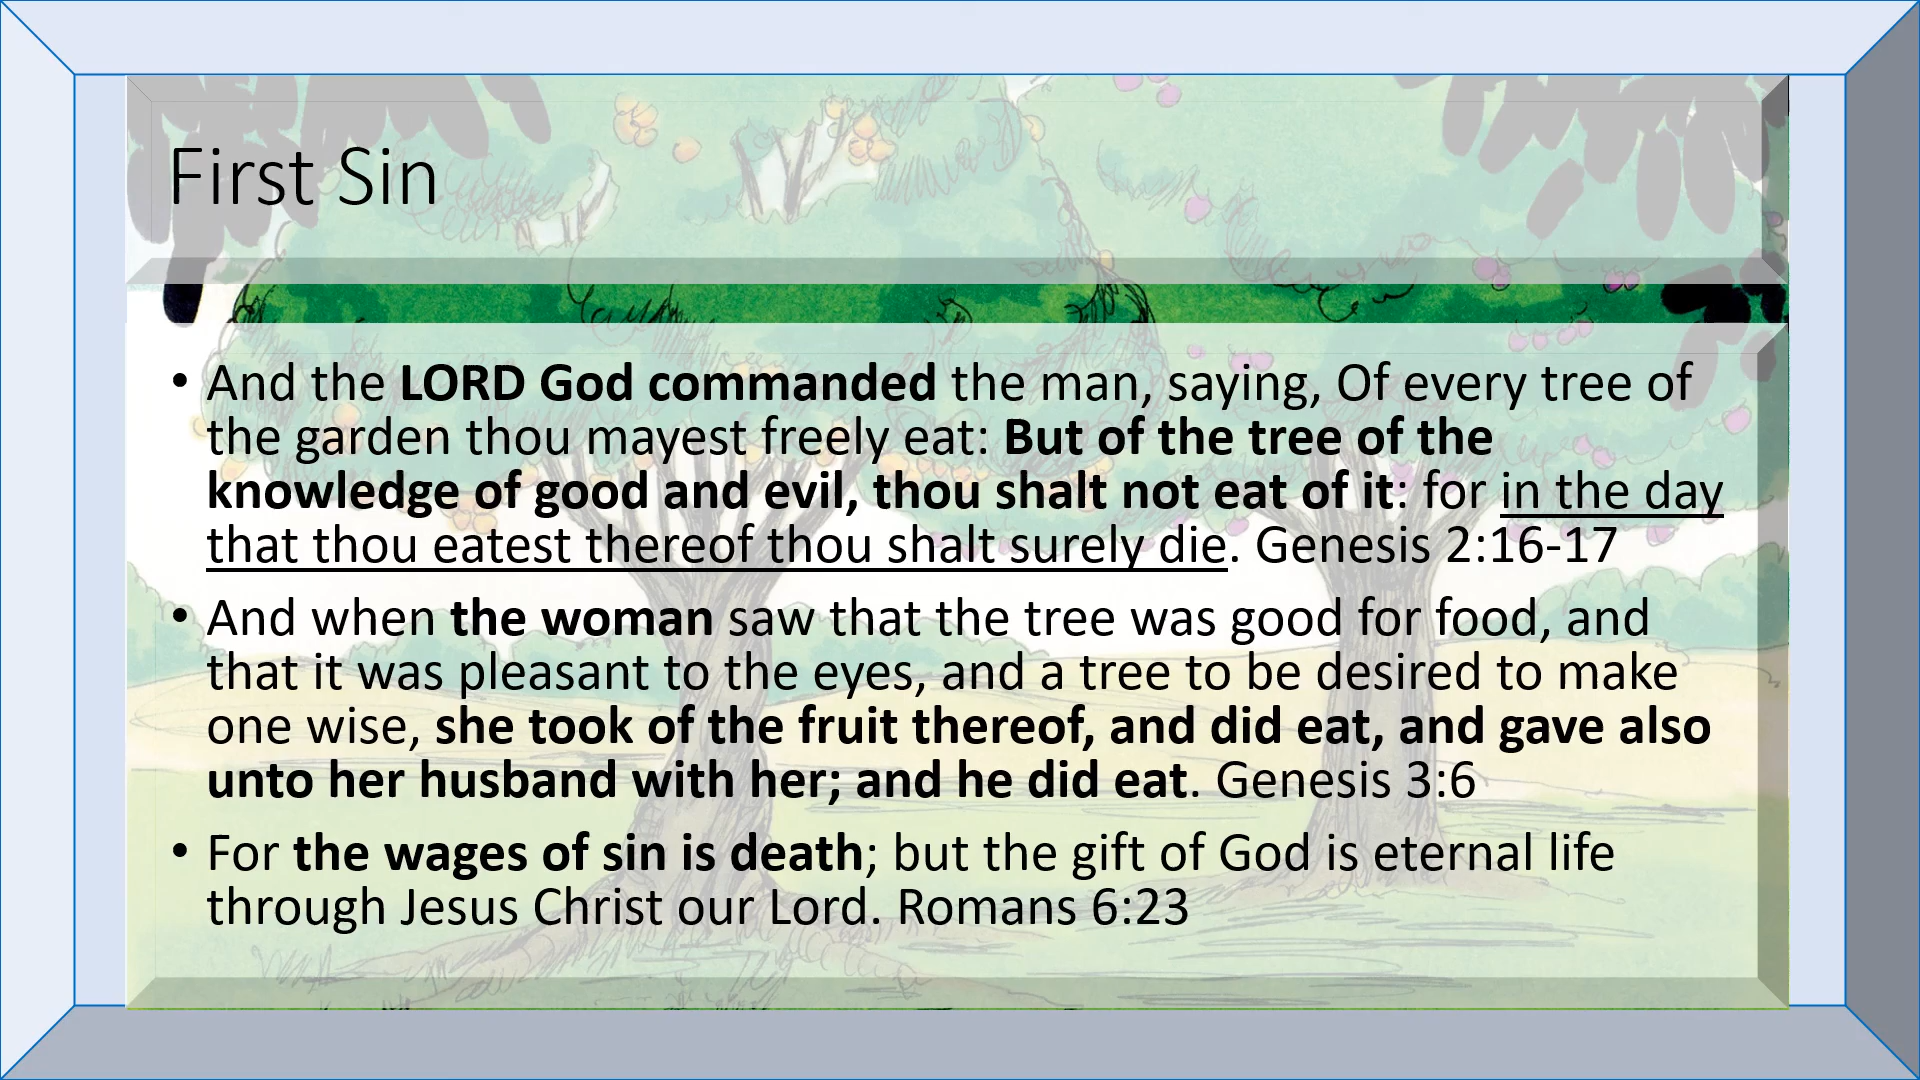 First Sin
• And the LORD God commanded the man, saying, Of every tree of
the garden thou mayest freely eat: But of the tree of the
knowledge of good and evil, thou shalt not eat of it: for in the day
that thou eatest thereof thou shalt surely die. Genesis 2:16-17
• And when the woman saw that the tree was good for food, and
that it was pleasant to the eyes, and a tree to be desired to make
one wise, she took of the fruit thereof, and did eat, and gave also
unto her husband with her; and he did eat. Genesis 3:6
• For the wages of sin is death; but the gift of God is eternal life
through Jesus Christ our Lord. Romans 6:23